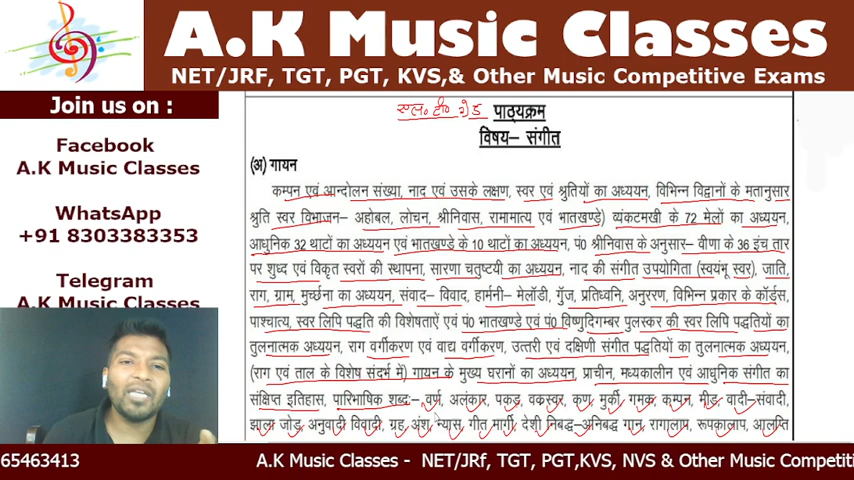 A.K Music Classes
NET/JRF, TGT, PGT, KVS,& Other Music Competitive Exams
Join us on :
Facebook
A.K Music Classes
WhatsApp
+91 8303383353
Telegram
A.K Music Classes
एल० टी० ग्रेड पाठ्यक्रम
विषय– संगीत
(अ) गायन
कम्पन एवं आन्दोलन संख्या, नाद एवं उसके लक्षण, स्वर एवं श्रुतियों का अध्ययन, विभिन्न विद्वानों के मतानुसार
श्रुति स्वर विभाजन– अहोबल, लोचन, श्रीनिवास, रामामात्य एवं भातखण्डे) व्यंकटमखी के 72 मेलों का अध्ययन,
आधुनिक 32 थाटों का अध्ययन एवं भातखण्डे के 10 थाटों का अध्ययन, पं0 श्रीनिवास के अनुसार– वीणा के 36 इंच तार
पर शुध्द एवं विकृत स्वरों की स्थापना, सारणा चतुष्टयी का अध्ययन, नाद की संगीत उपयोगिता (स्वयंभू स्वर), जाति,
राग, ग्राम, मुर्च्छना का अध्ययन, संवाद– विवाद, हार्मनी– मेलॉडी, गुँज, प्रतिध्वनि, अनुररण, विभिन्न प्रकार के कॉर्डस,
पाश्चात्य, स्वर लिपि पद्धति की विशेषताऐं एवं पं0 भातखण्डे एवं पं0 विष्णुदिगम्बर पुलस्कर की स्वर लिपि पद्धतियों का
तुलनात्मक अध्ययन, राग वर्गीकरण एवं वाद्य वर्गीकरण, उत्तरी एवं दक्षिणी संगीत पद्धतियों का तुलनात्मक अध्ययन,
(राग एवं ताल के विशेष संदर्भ में) गायन के मुख्य घरानों का अध्ययन, प्राचीन, मध्यकालीन एवं आधुनिक संगीत का
संक्षिप्त इतिहास, पारिभाषिक शब्द:– वर्ण, अलंकार, पकड़, वक्रस्वर, कण, मुर्की, गमक, कम्पन, मीड़, वादी–संवादी,
झाला जोड़, अनुवादी विवादी, ग्रह, अंश, न्यास, गीत मार्गी, देशी निबद्ध–अनिबद्ध गान, रागालाप, रूपकालाप, आलप्ति
65463413
A.K Music Classes - NET/JRf, TGT, PGT,KVS, NVS & Other Music Competiti